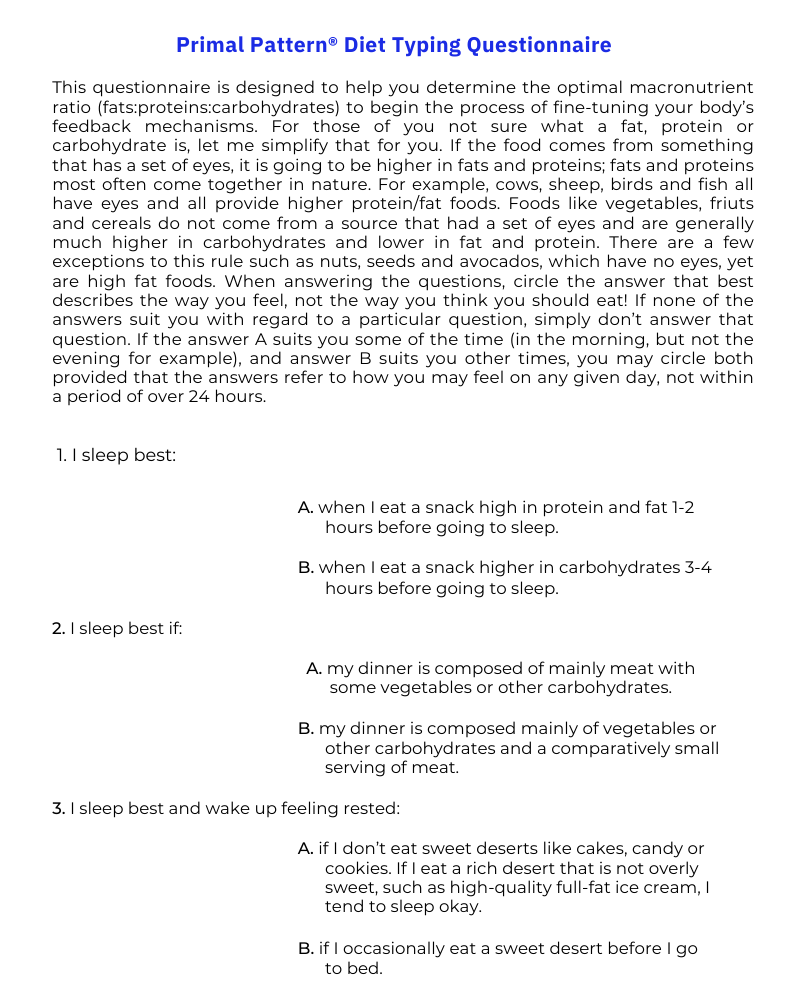 Primal Pattern® Diet Typing Questionnaire
This questionnaire is designed to help you determine the optimal macronutrient
ratio (fats:proteins:carbohydrates) to begin the process of fine-tuning your body’s
feedback mechanisms. For those of you not sure what a fat, protein or
carbohydrate is, let me simplify that for you. If the food comes from something
that has a set of eyes, it is going to be higher in fats and proteins; fats and proteins
most often come together in nature. For example, cows, sheep, birds and fish all
have eyes and all provide higher protein/fat foods. Foods like vegetables, friuts
and cereals do not come from a source that had a set of eyes and are generally
much higher in carbohydrates and lower in fat and protein. There are a few
exceptions to this rule such as nuts, seeds and avocados, which have no eyes, yet
are high fat foods. When answering the questions, circle the answer that best
describes the way you feel, not the way you think you should eat! If none of the
answers suit you with regard to a particular question, simply don’t answer that
question. If the answer A suits you some of the time (in the morning, but not the
evening for example), and answer B suits you other times, you may circle both
provided that the answers refer to how you may feel on any given day, not within
a period of over 24 hours.
1. I sleep best:
A. when I eat a snack high in protein and fat 1-2
hours before going to sleep.
B. when I eat a snack higher in carbohydrates 3-4
hours before going to sleep.
2. I sleep best if:
A. my dinner is composed of mainly meat with
some vegetables or other carbohydrates.
B. my dinner is composed mainly of vegetables or
other carbohydrates and a comparatively small
serving of meat.
3. I sleep best and wake up feeling rested:
A. if I don’t eat sweet deserts like cakes, candy or
cookies. If I eat a rich desert that is not overly
sweet, such as high-quality full-fat ice cream, I
tend to sleep okay.
B. if I occasionally eat a sweet desert before I go
to bed.